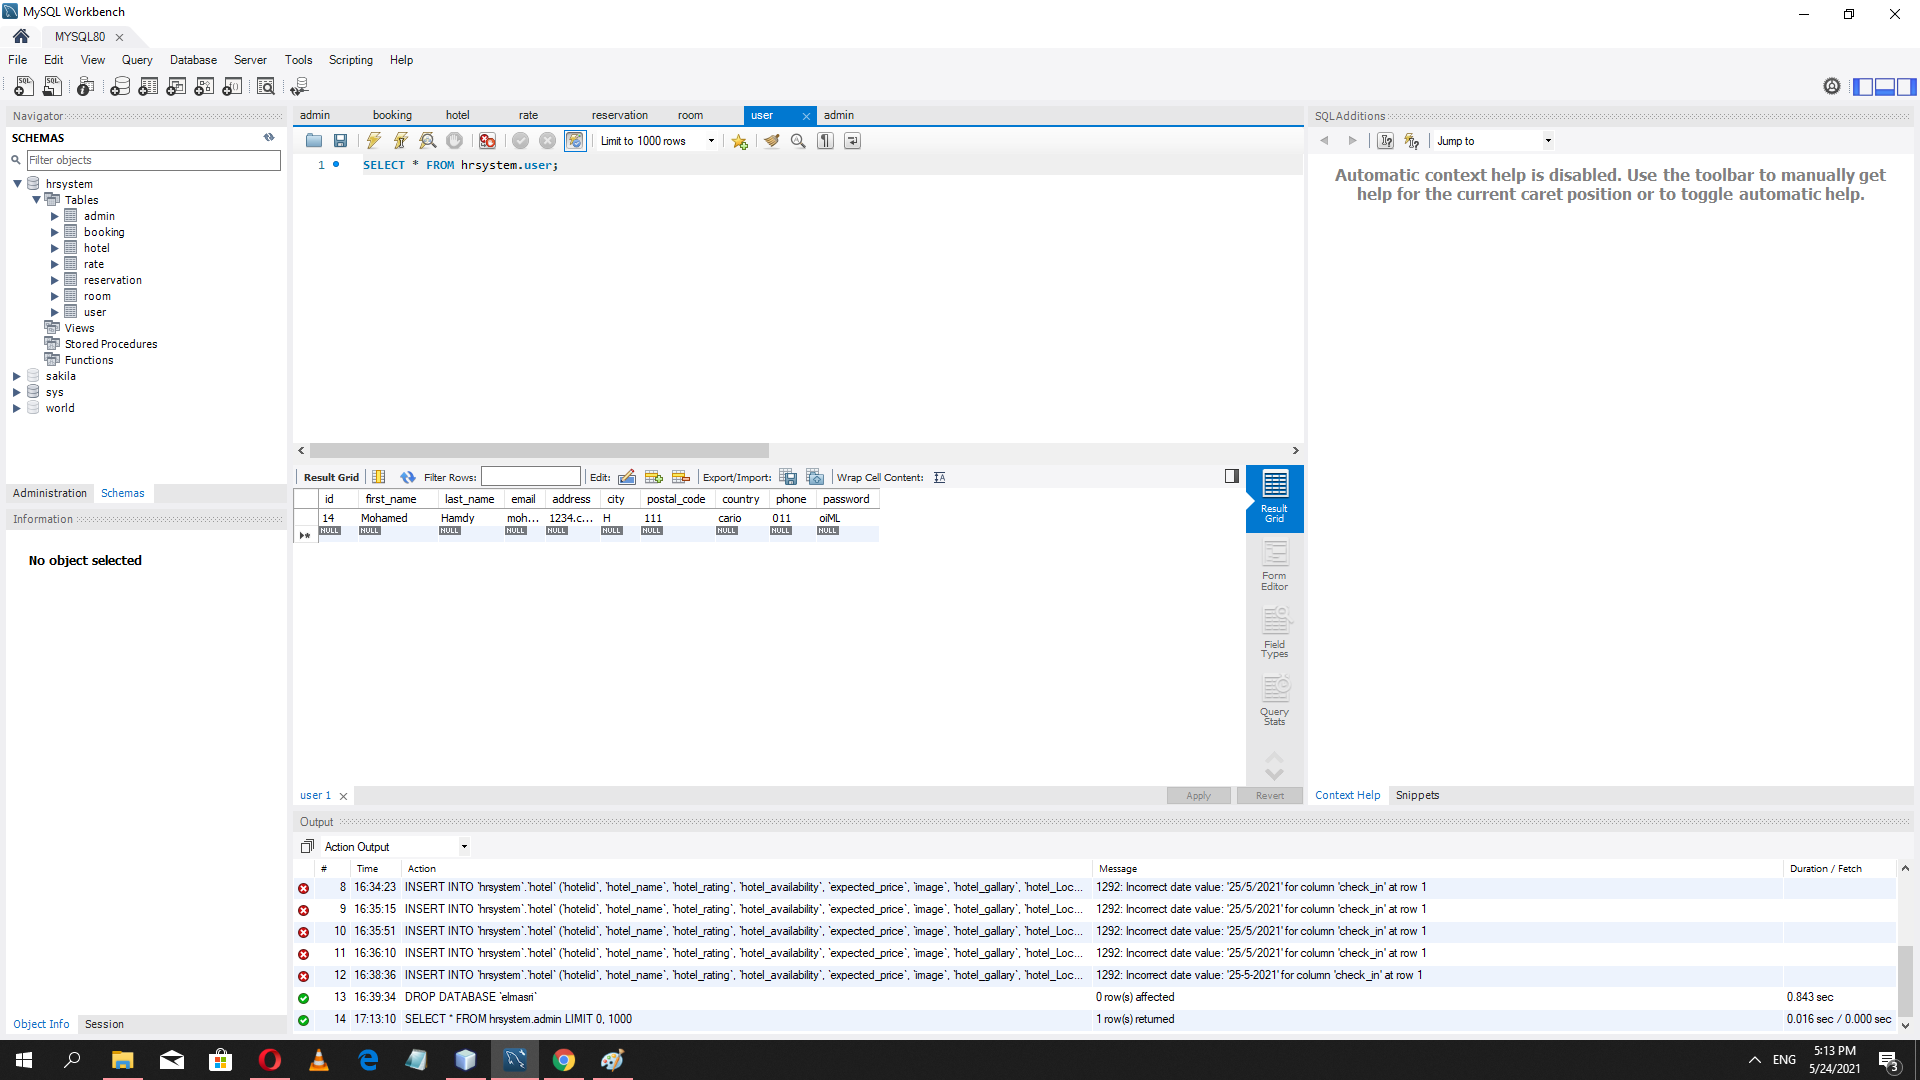 MySQL Workbench
MYSQL80
File Edit View Query Database Server Tools Scripting Help
Navigator
SCHEMAS
Filter objects
hrsystem
Tables
admin
booking
hotel
rate
reservation
room
user
Views
Stored Procedures
Functions
sakila
sys
world
Administration Schemas
Information
No object selected
Object Info Session
admin booking hotel rate reservation room user admin
Limit to 1000 rows
1 SELECT * FROM hrsystem.user;
Result Grid Filter Rows: Edit: Export/Import: Wrap Cell Content:
id first_name last_name email address city postal_code country phone password
14 Mohamed Hamdy moh... 1234.c... H 111 cario 011 oiML
NULL NULL NULL NULL NULL NULL NULL NULL NULL NULL
Result Grid
Form Editor
Field Types
Query Stats
user 1
Apply Revert
SQLAdditions
Jump to
Automatic context help is disabled. Use the toolbar to manually get
help for the current caret position or to toggle automatic help.
Context Help Snippets
Output
Action Output
# Time Action Message Duration / Fetch
8 16:34:23 INSERT INTO `hrsystem`.`hotel` (`hotelid`, `hotel_name`, `hotel_rating`, `hotel_availability`, `expected_price`, `image`, `hotel_gallary`, `hotel_Loc... 1292: Incorrect date value: '25/5/2021' for column 'check_in' at row 1
9 16:35:15 INSERT INTO `hrsystem`.`hotel` (`hotelid`, `hotel_name`, `hotel_rating`, `hotel_availability`, `expected_price`, `image`, `hotel_gallary`, `hotel_Loc... 1292: Incorrect date value: '25/5/2021' for column 'check_in' at row 1
10 16:35:51 INSERT INTO `hrsystem`.`hotel` (`hotelid`, `hotel_name`, `hotel_rating`, `hotel_availability`, `expected_price`, `image`, `hotel_gallary`, `hotel_Loc... 1292: Incorrect date value: '25/5/2021' for column 'check_in' at row 1
11 16:36:10 INSERT INTO `hrsystem`.`hotel` (`hotelid`, `hotel_name`, `hotel_rating`, `hotel_availability`, `expected_price`, `image`, `hotel_gallary`, `hotel_Loc... 1292: Incorrect date value: '25/5/2021' for column 'check_in' at row 1
12 16:38:36 INSERT INTO `hrsystem`.`hotel` (`hotelid`, `hotel_name`, `hotel_rating`, `hotel_availability`, `expected_price`, `image`, `hotel_gallary`, `hotel_Loc... 1292: Incorrect date value: '25-5-2021' for column 'check_in' at row 1
13 16:39:34 DROP DATABASE `elmasri` 0 row(s) affected 0.843 sec
14 17:13:10 SELECT * FROM hrsystem.admin LIMIT 0, 1000 1 row(s) returned 0.016 sec / 0.000 sec
ENG
5:13 PM
5/24/2021
3